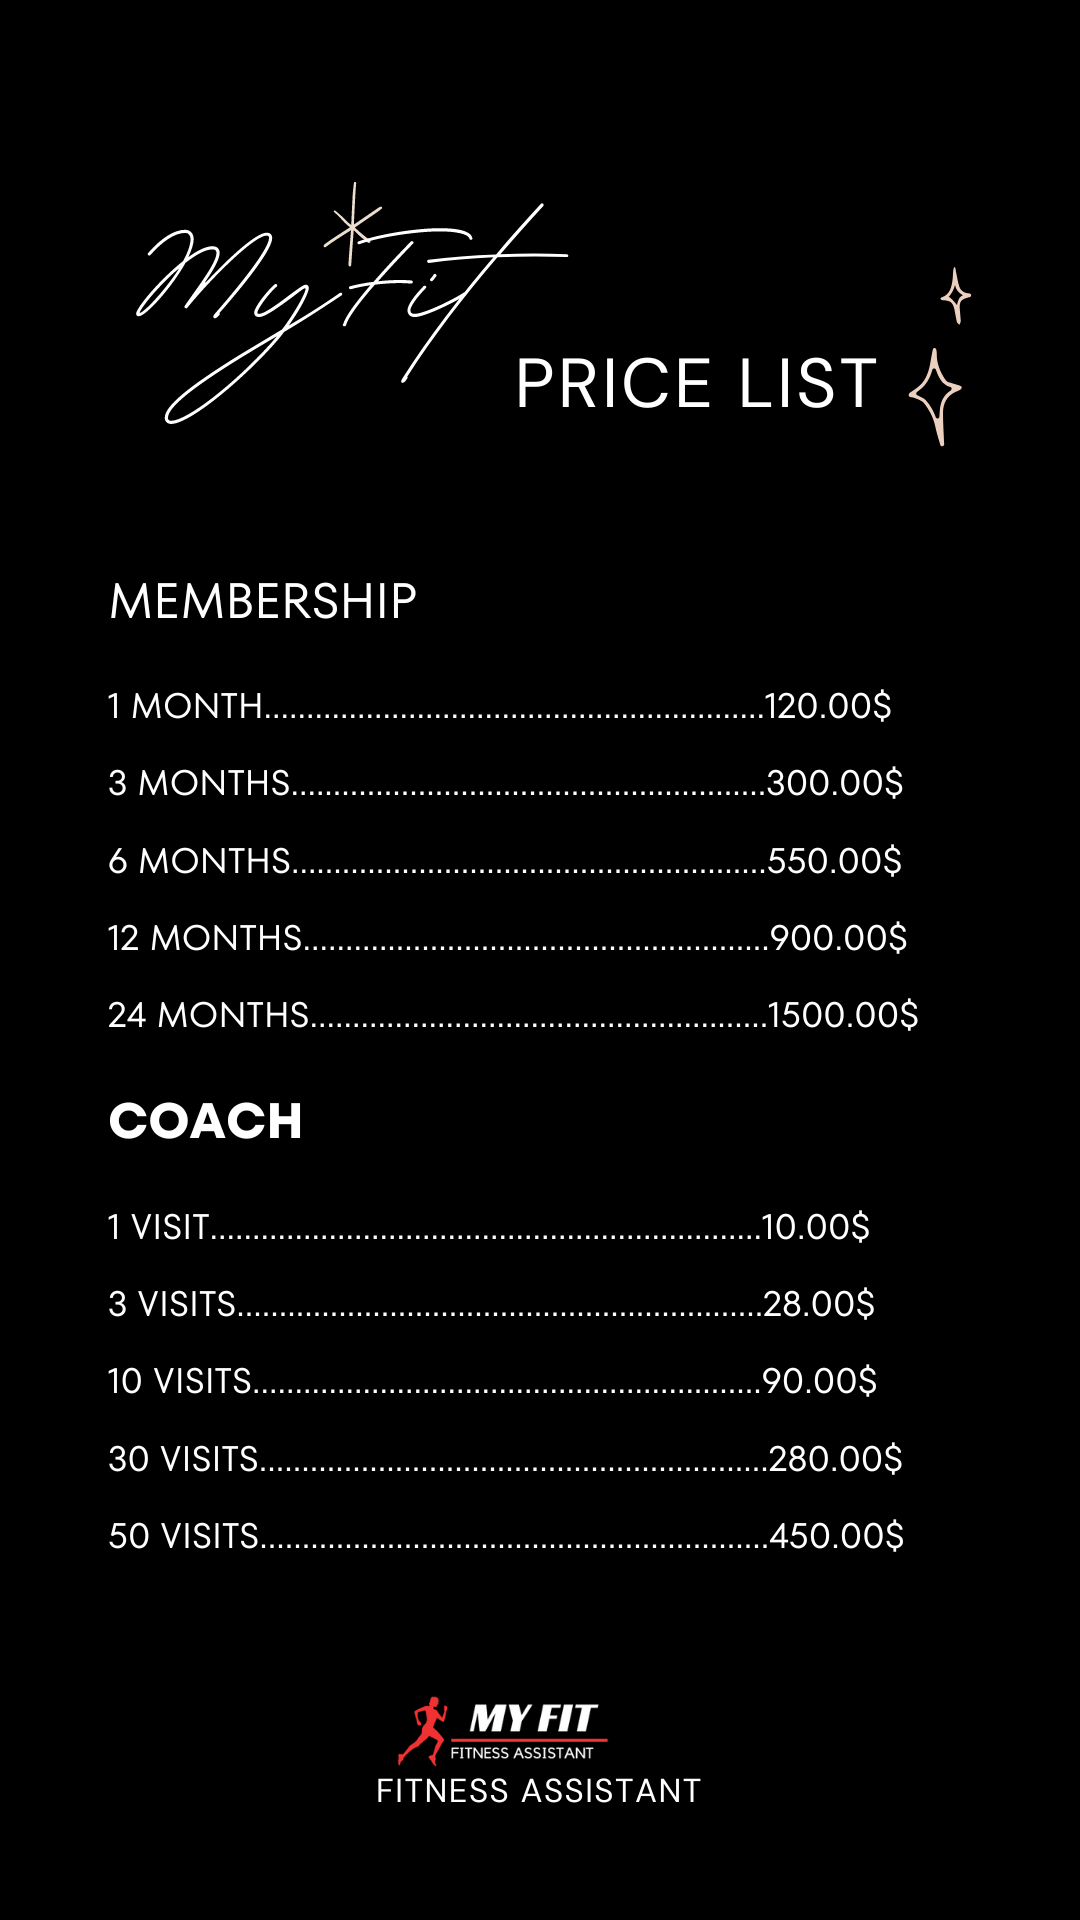 My Fit
PRICE LIST
MEMBERSHIP
1 MONTH...........................................................120.00$
3 MONTHS........................................................300.00$
6 MONTHS........................................................550.00$
12 MONTHS.......................................................900.00$
24 MONTHS......................................................1500.00$
COACH
1 VISIT.................................................................10.00$
3 VISITS..............................................................28.00$
10 VISITS............................................................90.00$
30 VISITS............................................................280.00$
50 VISITS............................................................450.00$
MY FIT
FITNESS ASSISTANT
FITNESS ASSISTANT